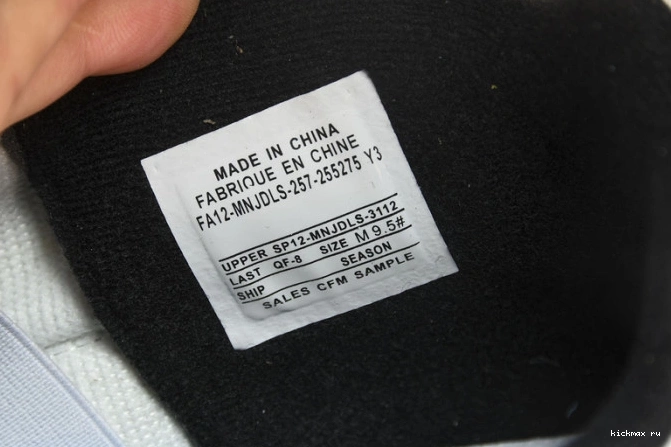 MADE IN CHINA
FABRIQUE EN CHINE
FA12-MNJDLS-257-255275 Y3
UPPER SP12-MNJDLS-3112
LAST QF-8 SIZE M 9.5#
SHIP SEASON
SALES CFM SAMPLE
kickmax ru